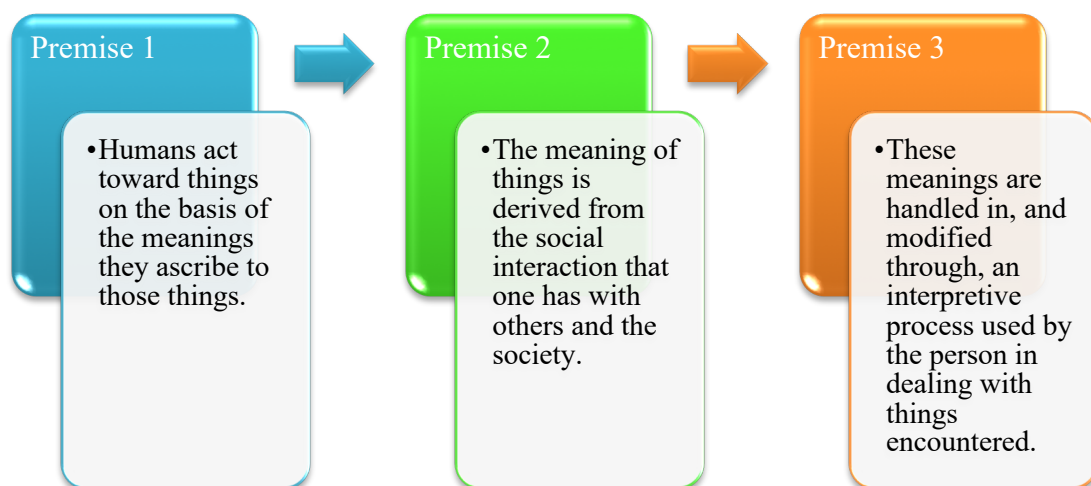 Premise 1
•Humans act
toward things
on the basis of
the meanings
they ascribe to
those things.
Premise 2
•The meaning of
things is
derived from
the social
interaction that
one has with
others and the
society.
Premise 3
•These
meanings are
handled in, and
modified
through, an
interpretive
process used by
the person in
dealing with
things
encountered.